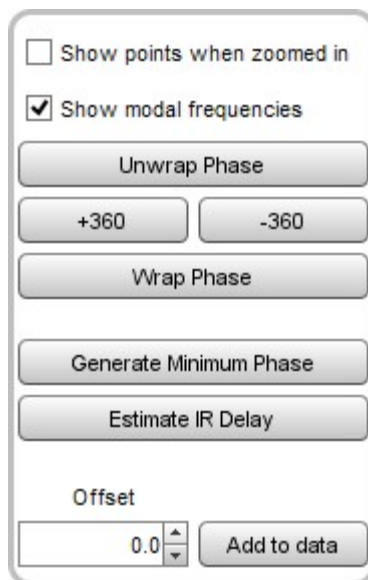 Show points when zoomed in
Show modal frequencies
Unwrap Phase
+360 -360
Wrap Phase
Generate Minimum Phase
Estimate IR Delay
Offset
0.0 Add to data